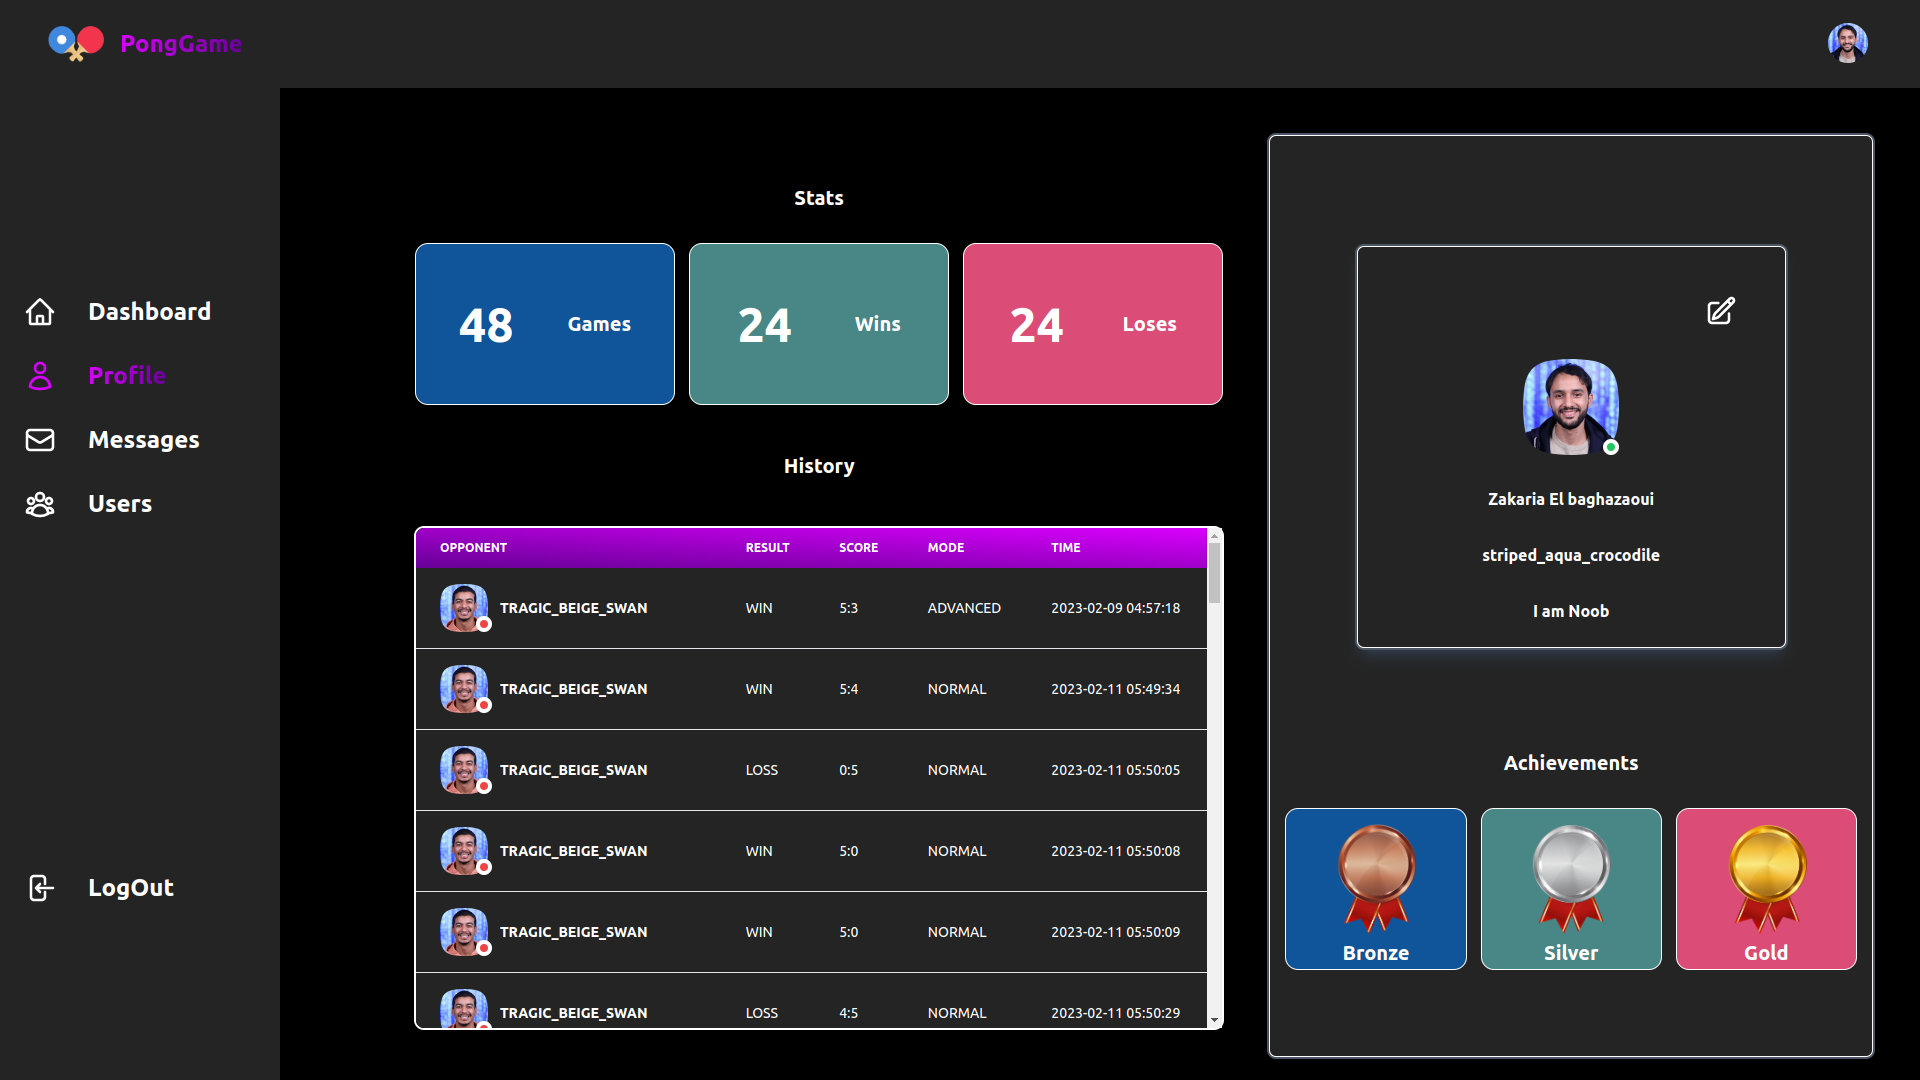 PongGame
Dashboard
Profile
Messages
Users
LogOut
Stats
48 Games
24 Wins
24 Loses
History
OPPONENT RESULT SCORE MODE TIME
TRAGIC_BEIGE_SWAN WIN 5:3 ADVANCED 2023-02-09 04:57:18
TRAGIC_BEIGE_SWAN WIN 5:4 NORMAL 2023-02-11 05:49:34
TRAGIC_BEIGE_SWAN LOSS 0:5 NORMAL 2023-02-11 05:50:05
TRAGIC_BEIGE_SWAN WIN 5:0 NORMAL 2023-02-11 05:50:08
TRAGIC_BEIGE_SWAN WIN 5:0 NORMAL 2023-02-11 05:50:09
TRAGIC_BEIGE_SWAN LOSS 4:5 NORMAL 2023-02-11 05:50:29
Zakaria El baghazaoui
striped_aqua_crocodile
I am Noob
Achievements
Bronze
Silver
Gold